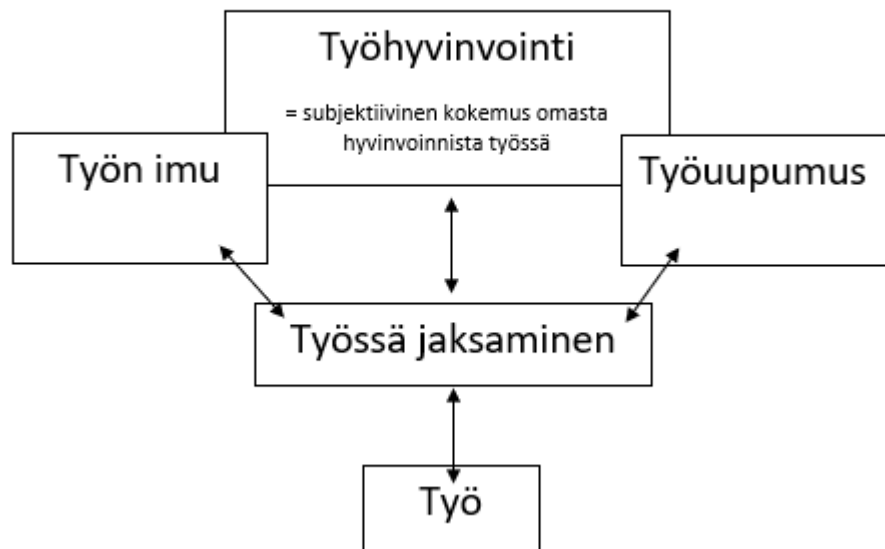 Työhyvinvointi
= subjektiivinen kokemus omasta
hyvinvoinnista työssä
Työn imu
Työuupumus
Työssä jaksaminen
Työ